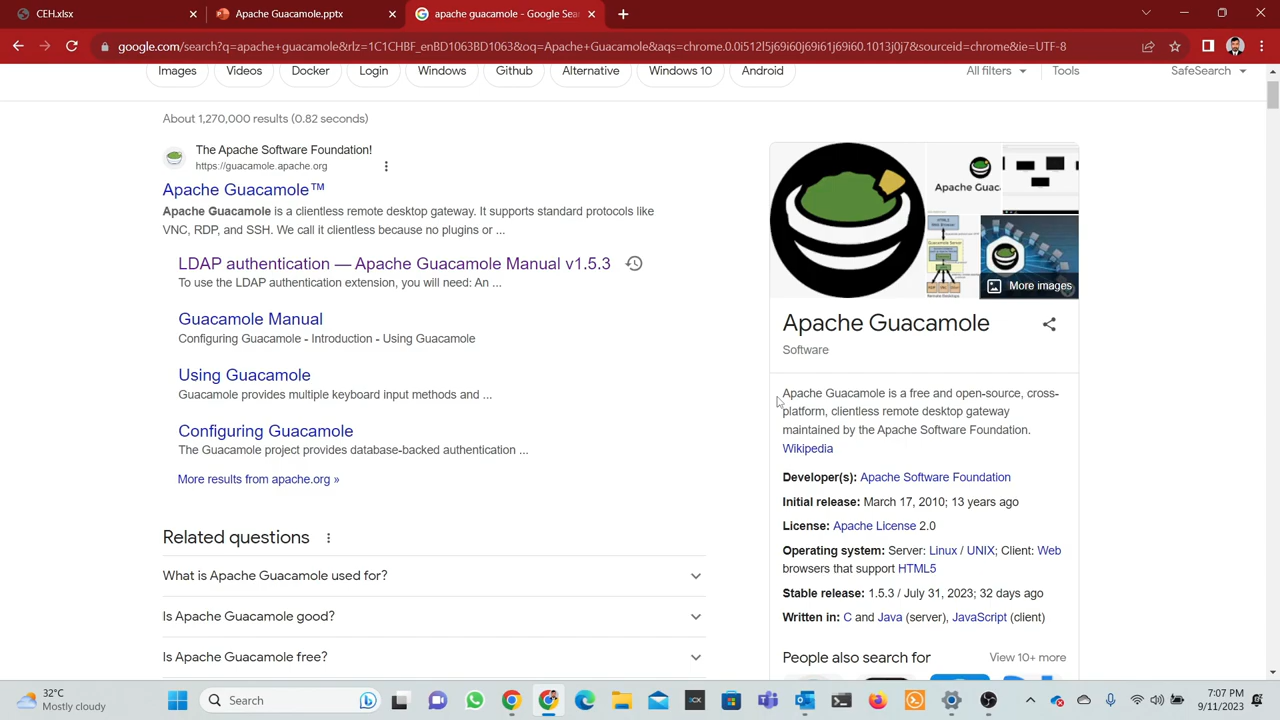 CEH.xlsx
Apache Guacamole.pptx
apache guacamole - Google Sea
google.com/search?q=apache+guacamole&rlz=1C1CHBF_enBD1063BD1063&oq=Apache+Guacamole&aqs=chrome.0.0i512l5j69i60j69i61j69i60.1013j0j7&sourceid=chrome&ie=UTF-8
Images
Videos
Docker
Login
Windows
Github
Alternative
Windows 10
Android
All filters
Tools
SafeSearch
About 1,270,000 results (0.82 seconds)
The Apache Software Foundation!
https://guacamole.apache.org
Apache Guacamole™
Apache Guacamole is a clientless remote desktop gateway. It supports standard protocols like
VNC, RDP, and SSH. We call it clientless because no plugins or ...
LDAP authentication — Apache Guacamole Manual v1.5.3
To use the LDAP authentication extension, you will need: An ...
Guacamole Manual
Configuring Guacamole - Introduction - Using Guacamole
Using Guacamole
Guacamole provides multiple keyboard input methods and ...
Configuring Guacamole
The Guacamole project provides database-backed authentication ...
More results from apache.org »
Related questions
What is Apache Guacamole used for?
Is Apache Guacamole good?
Is Apache Guacamole free?
Apache Guac
More images
Apache Guacamole
Software
Apache Guacamole is a free and open-source, cross-
platform, clientless remote desktop gateway
maintained by the Apache Software Foundation.
Wikipedia
Developer(s): Apache Software Foundation
Initial release: March 17, 2010; 13 years ago
License: Apache License 2.0
Operating system: Server: Linux / UNIX; Client: Web
browsers that support HTML5
Stable release: 1.5.3 / July 31, 2023; 32 days ago
Written in: C and Java (server), JavaScript (client)
People also search for
View 10+ more
32°C
Mostly cloudy
Search
7:07 PM
9/11/2023